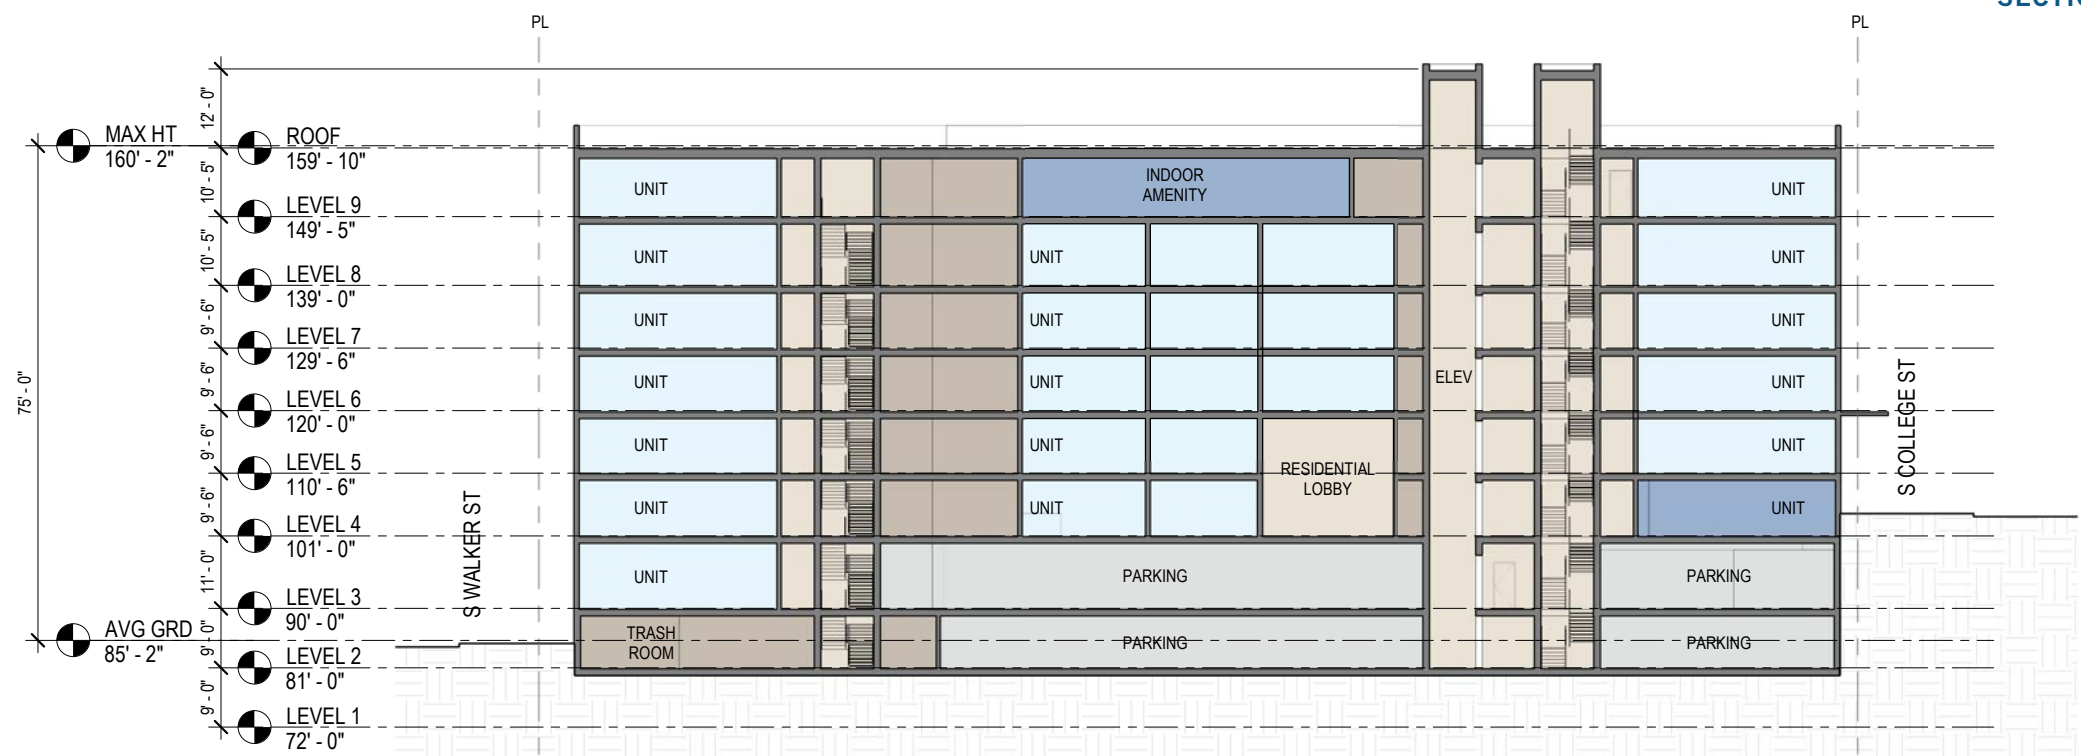 SECTIO
PL
PL
12' - 0"
MAX HT
160' - 2"
ROOF
159' - 10"
10' - 5"
UNIT
INDOOR
AMENITY
UNIT
LEVEL 9
149' - 5"
10' - 5"
UNIT
UNIT
UNIT
LEVEL 8
139' - 0"
9' - 6"
UNIT
UNIT
UNIT
LEVEL 7
129' - 6"
9' - 6"
UNIT
UNIT
ELEV
UNIT
75' - 0"
LEVEL 6
120' - 0"
9' - 6"
UNIT
UNIT
UNIT
S COLLEGE ST
LEVEL 5
110' - 6"
RESIDENTIAL
LOBBY
9' - 6"
UNIT
UNIT
UNIT
LEVEL 4
101' - 0"
S WALKER ST
11' - 0"
UNIT
PARKING
PARKING
LEVEL 3
90' - 0"
AVG GRD
85' - 2"
9' - 0"
TRASH
ROOM
PARKING
PARKING
LEVEL 2
81' - 0"
9' - 0"
LEVEL 1
72' - 0"